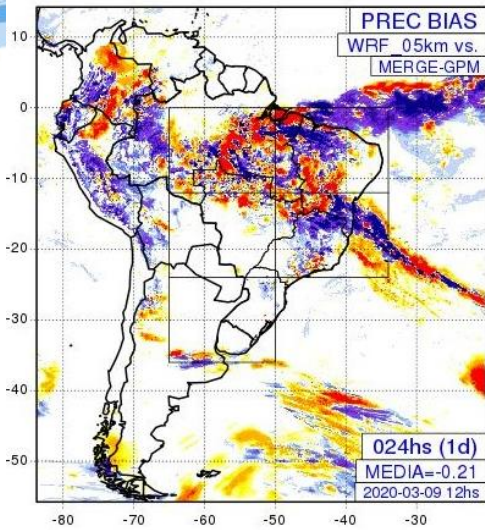 PREC BIAS
WRF_05km vs.
MERGE-GPM
10
0
-10
-20
-30
-40
-50
024hs (1d)
MEDIA=-0.21
2020-03-09 12hs
-80 -70 -60 -50 -40 -30